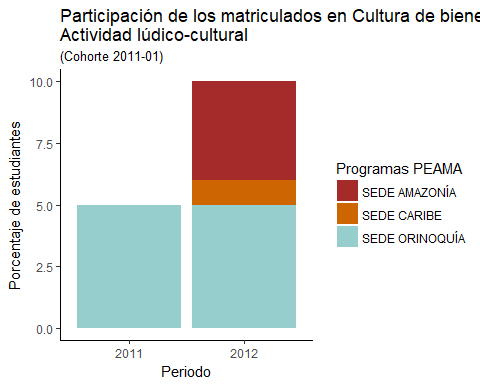 Participación de los matriculados en Cultura de biene
Actividad lúdico-cultural
(Cohorte 2011-01)
Porcentaje de estudiantes
10.0
7.5
5.0
2.5
0.0
2011
2012
Periodo
Programas PEAMA
SEDE AMAZONÍA
SEDE CARIBE
SEDE ORINOQUÍA